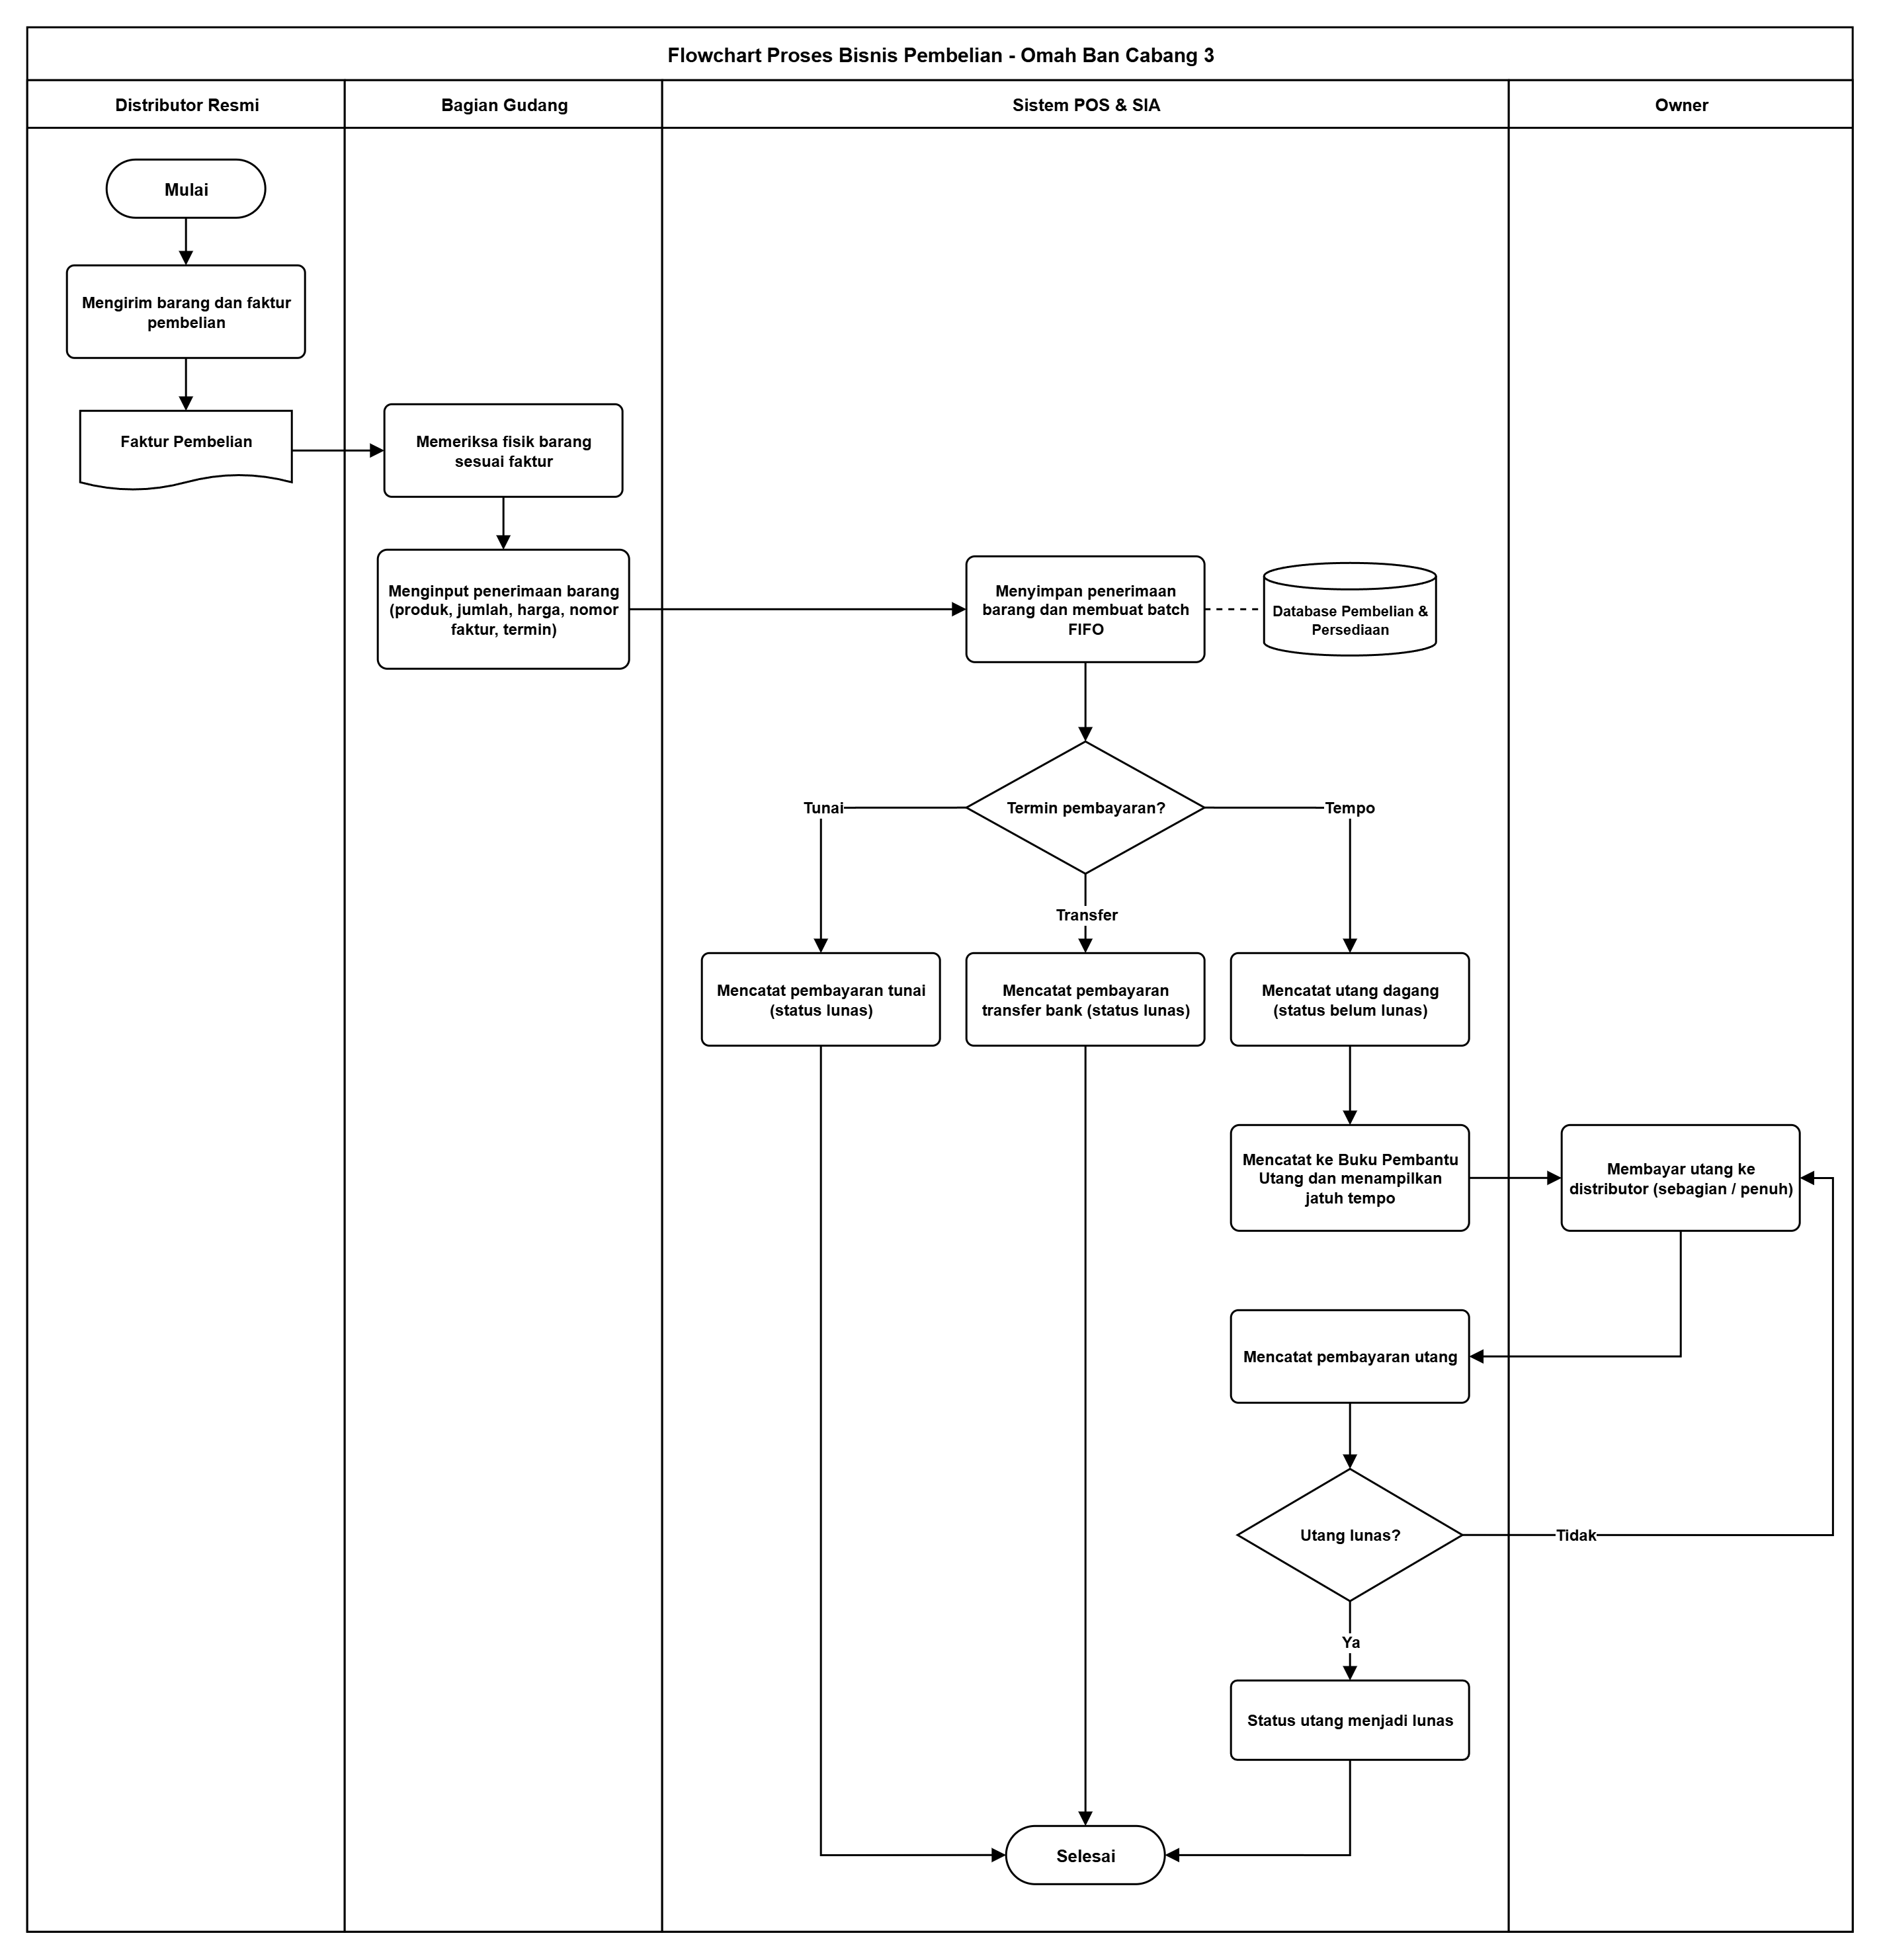 Flowchart Proses Bisnis Pembelian - Omah Ban Cabang 3
Distributor Resmi
Bagian Gudang
Sistem POS & SIA
Owner
Mulai
Mengirim barang dan faktur
pembelian
Faktur Pembelian
Memeriksa fisik barang
sesuai faktur
Menginput penerimaan barang
(produk, jumlah, harga, nomor
faktur, termin)
Menyimpan penerimaan
barang dan membuat batch
FIFO
Database Pembelian &
Persediaan
Termin pembayaran?
Tunai
Tempo
Transfer
Mencatat pembayaran tunai
(status lunas)
Mencatat pembayaran
transfer bank (status lunas)
Mencatat utang dagang
(status belum lunas)
Mencatat ke Buku Pembantu
Utang dan menampilkan
jatuh tempo
Membayar utang ke
distributor (sebagian / penuh)
Mencatat pembayaran utang
Utang lunas?
Tidak
Ya
Status utang menjadi lunas
Selesai